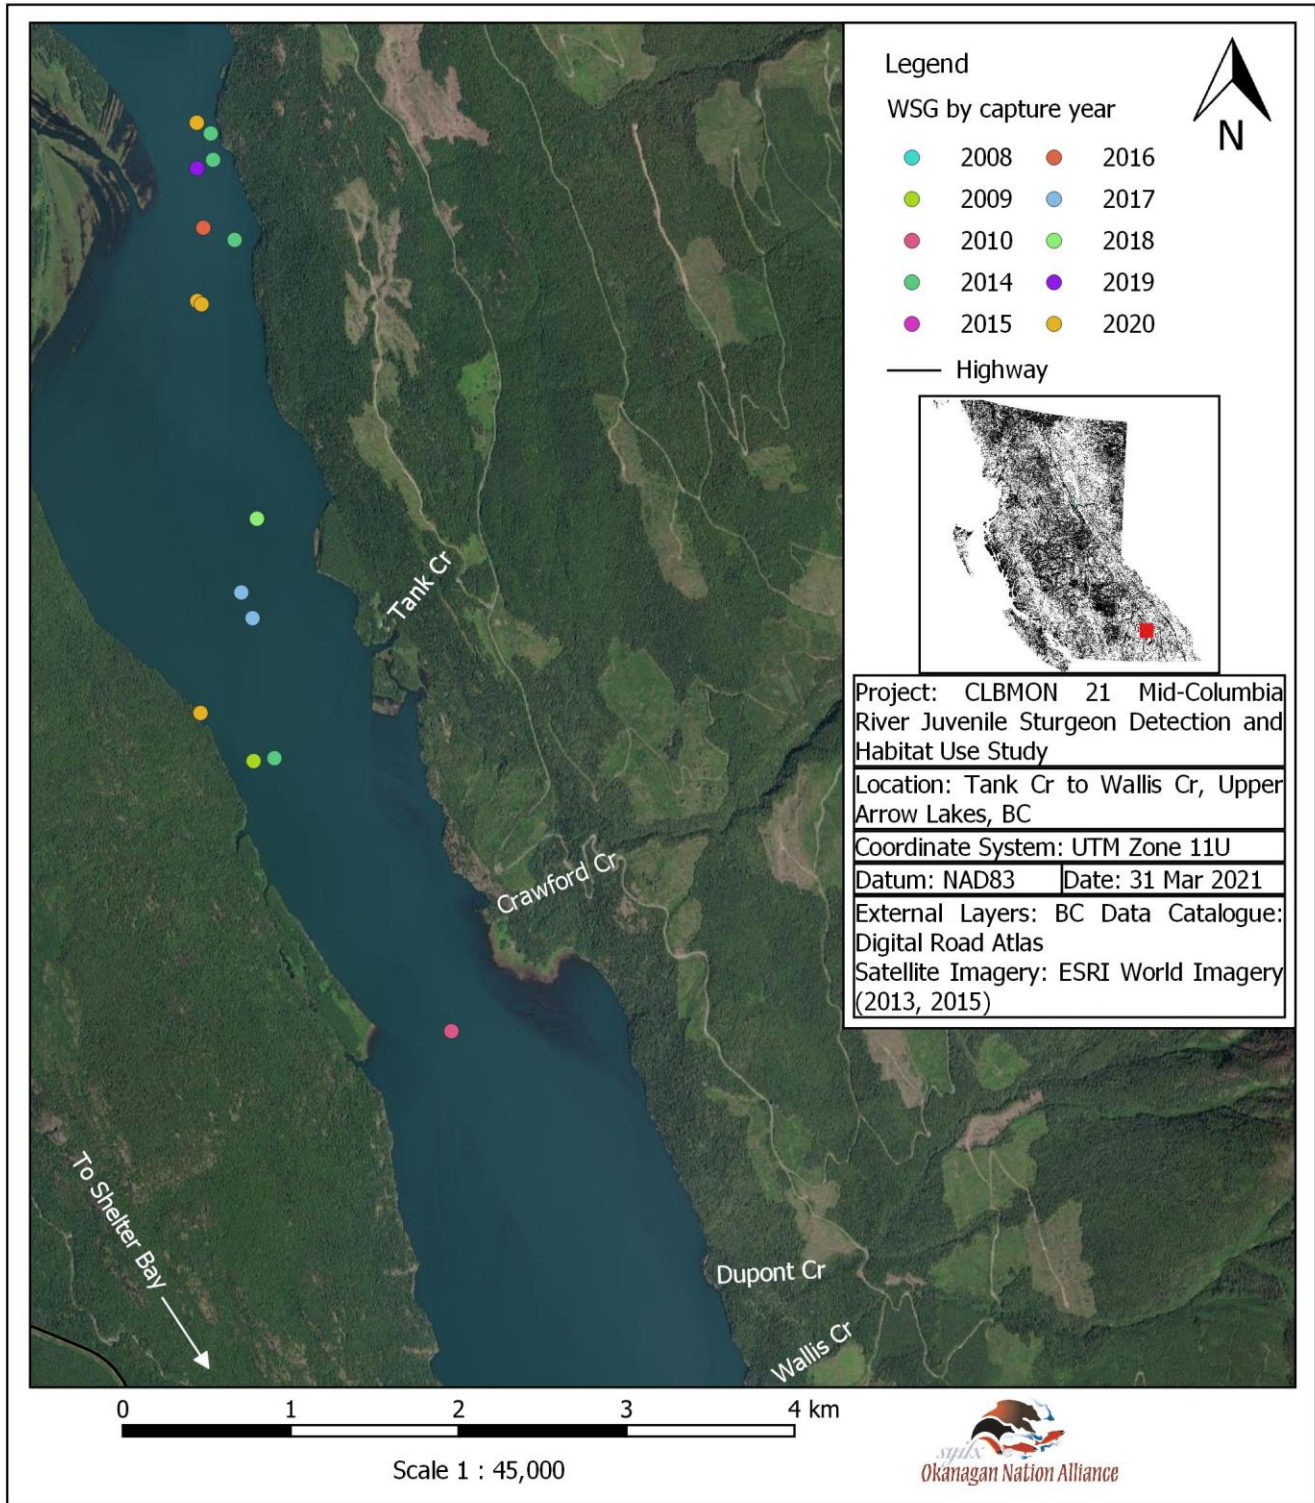 Legend
WSG by capture year
N
2008 2016
2009 2017
2010 2018
2014 2019
2015 2020
Highway
Project: CLBMON 21 Mid-Columbia
River Juvenile Sturgeon Detection and
Habitat Use Study
Location: Tank Cr to Wallis Cr, Upper
Arrow Lakes, BC
Coordinate System: UTM Zone 11U
Datum: NAD83 Date: 31 Mar 2021
External Layers: BC Data Catalogue:
Digital Road Atlas
Satellite Imagery: ESRI World Imagery
(2013, 2015)
Tank Cr
Crawford Cr
To Shelter Bay
Dupont Cr
Wallis Cr
0 1 2 3 4 km
Scale 1 : 45,000
syilx
Okanagan Nation Alliance